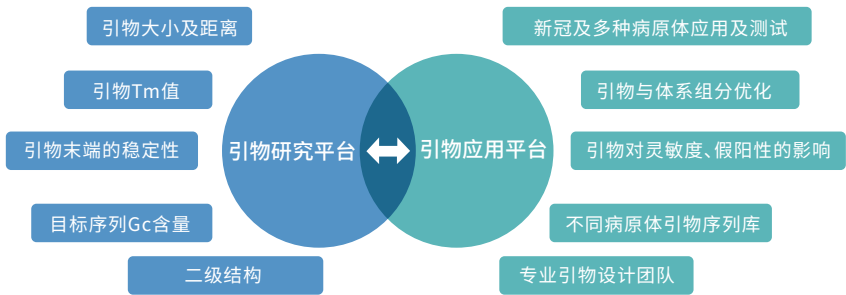 引物大小及距离
新冠及多种病原体应用及测试
引物Tm值
引物与体系组分优化
引物末端的稳定性
引物研究平台
引物应用平台
引物对灵敏度、假阳性的影响
目标序列Gc含量
不同病原体引物序列库
二级结构
专业引物设计团队